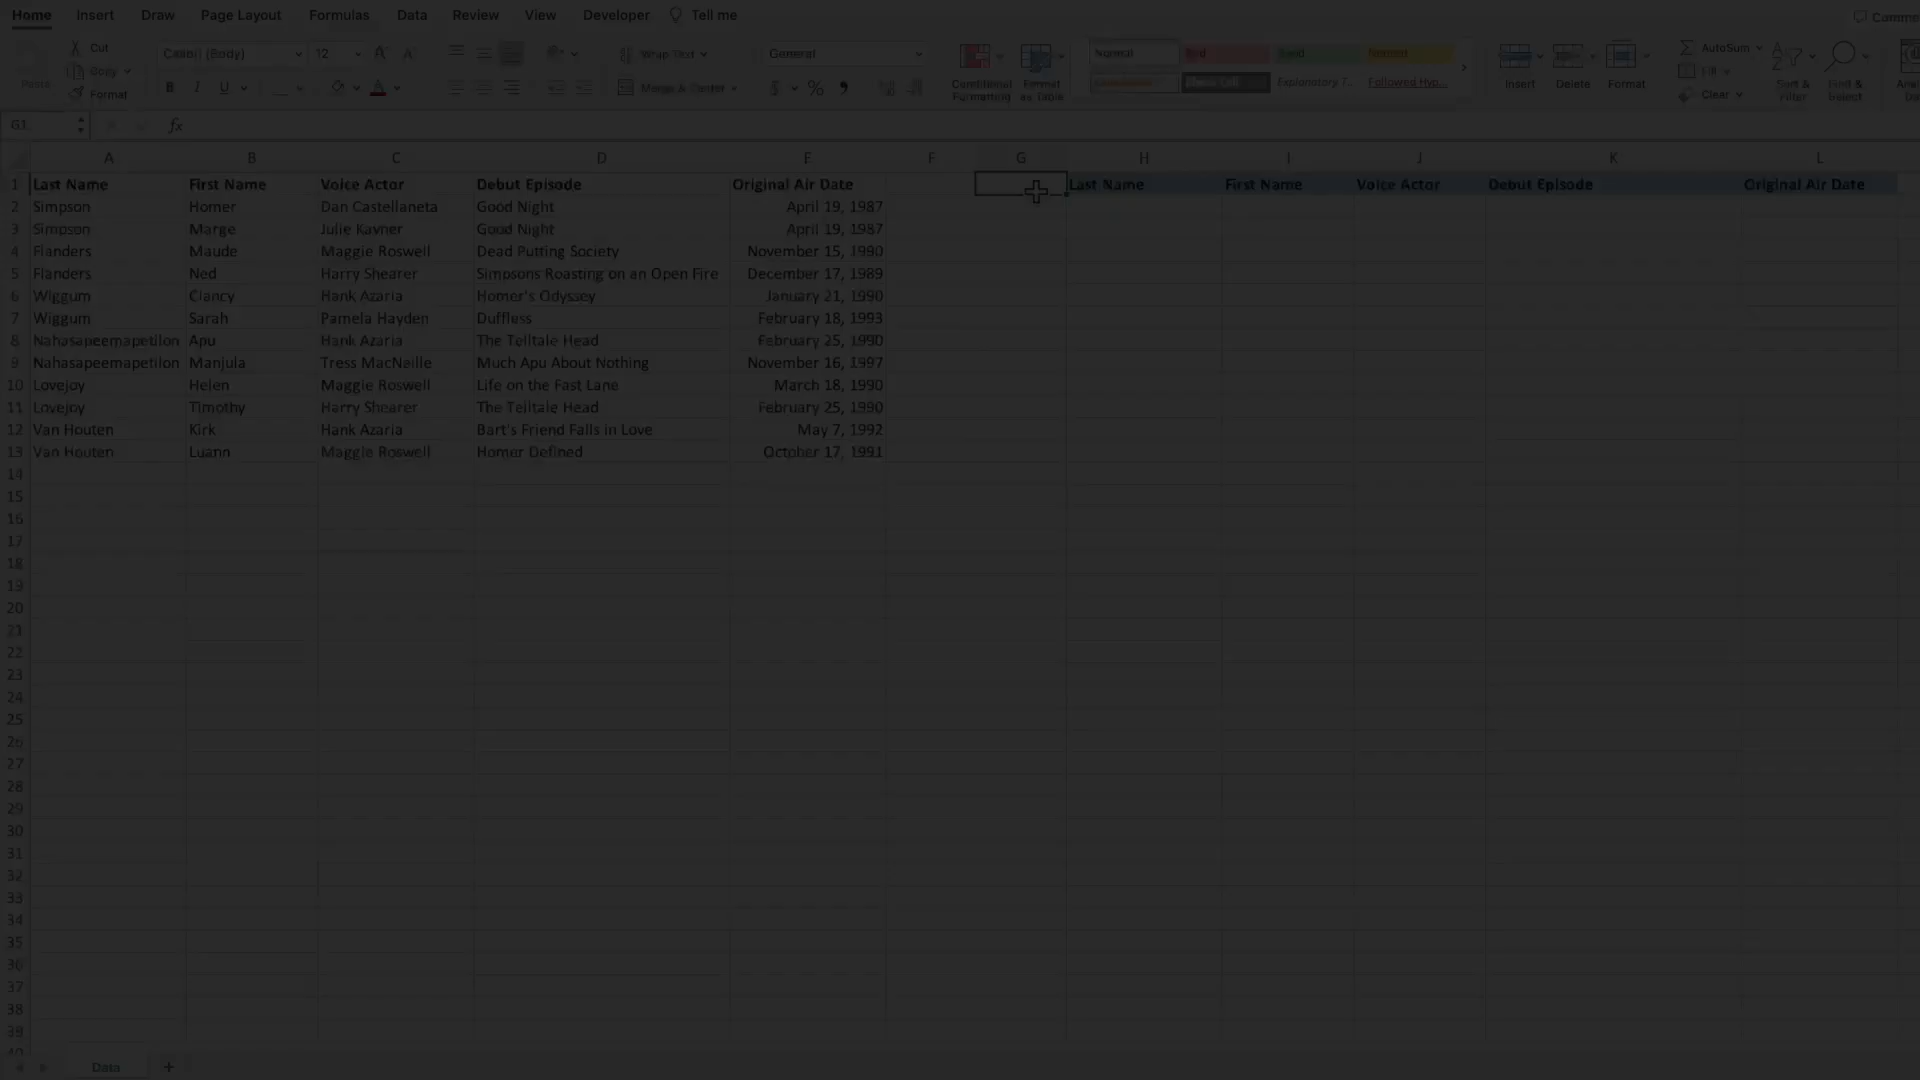 Home Insert Draw Page Layout Formulas Data Review View Developer Tell me Comme
Cut Calibri (Body) 12 Wrap Text General Normal Good Neutral AutoSum
Paste Copy Conditional Formatting Format as Table Insert Delete Format Fill Sort & Filter Find & Select
Format B I U Merge & Center $ % Check Cell Explanatory T... Followed Hyp... Clear
G1 fx
A B C D E F G H I J K L
1 Last Name First Name Voice Actor Debut Episode Original Air Date Last Name First Name Voice Actor Debut Episode Original Air Date
2 Simpson Homer Dan Castellaneta Good Night April 19, 1987
3 Simpson Marge Julie Kavner Good Night April 19, 1987
4 Flanders Maude Maggie Roswell Dead Putting Society November 15, 1990
5 Flanders Ned Harry Shearer Simpsons Roasting on an Open Fire December 17, 1989
6 Wiggum Clancy Hank Azaria Homer's Odyssey January 21, 1990
7 Wiggum Sarah Pamela Hayden Duffless February 18, 1993
8 Nahasapeemapetilon Apu Hank Azaria The Telltale Head February 25, 1990
9 Nahasapeemapetilon Manjula Tress MacNeille Much Apu About Nothing November 16, 1997
10 Lovejoy Helen Maggie Roswell Life on the Fast Lane March 18, 1990
11 Lovejoy Timothy Harry Shearer The Telltale Head February 25, 1990
12 Van Houten Kirk Hank Azaria Bart's Friend Falls in Love May 7, 1992
13 Van Houten Luann Maggie Roswell Homer Defined October 17, 1991
14
15
16
17
18
19
20
21
22
23
24
25
26
27
28
29
30
31
32
33
34
35
36
37
38
39
40
Data +